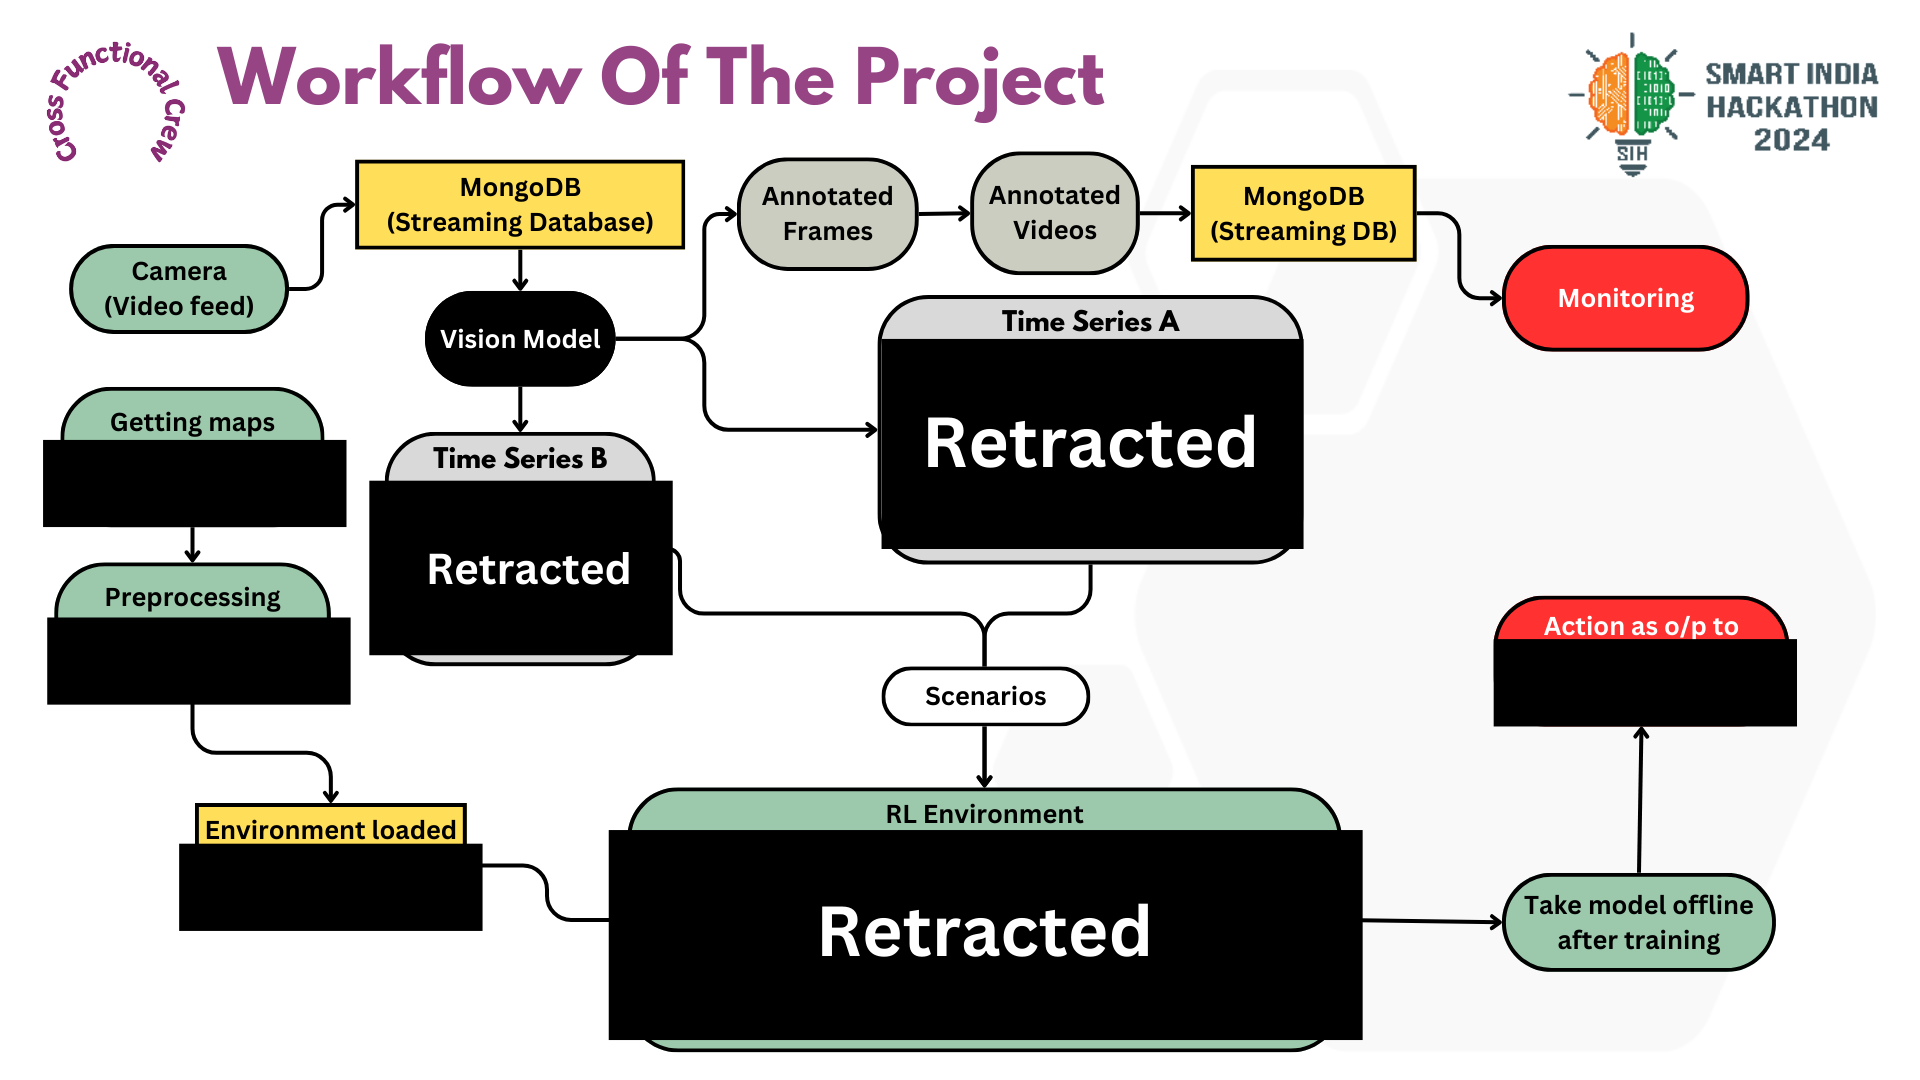 Cross Functional Crew
Workflow Of The Project
SMART INDIA
HACKATHON
2024
SIH
MongoDB
(Streaming Database)
Annotated
Frames
Annotated
Videos
MongoDB
(Streaming DB)
Camera
(Video feed)
Vision Model
Monitoring
Time Series A
Retracted
Getting maps
Time Series B
Retracted
Preprocessing
Scenarios
Action as o/p to
Environment loaded
RL Environment
Retracted
Take model offline
after training